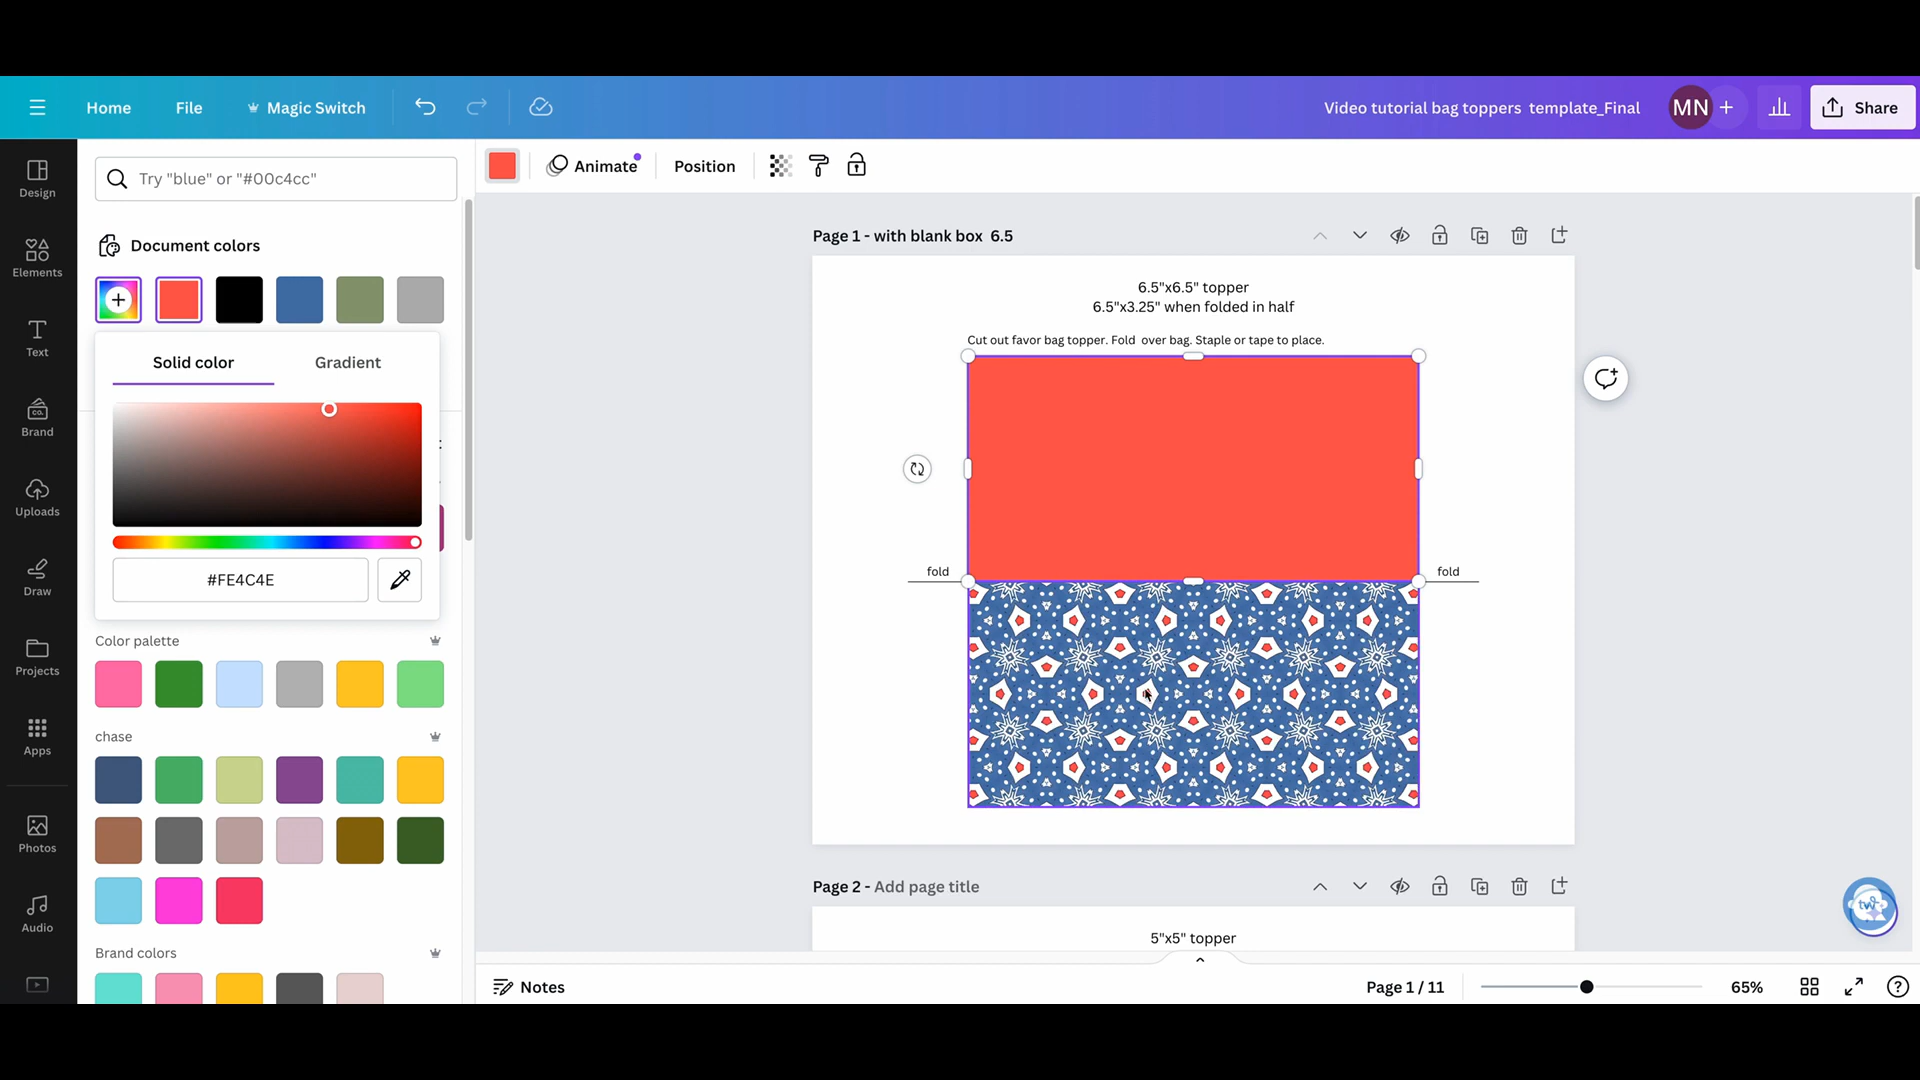 Home
File
Magic Switch
Video tutorial bag toppers template_Final
MN
Share
Design
Elements
Text
Brand
Uploads
Draw
Projects
Apps
Photos
Audio
Try "blue" or "#00c4cc"
Document colors
Solid color
Gradient
#FE4C4E
Color palette
chase
Brand colors
Animate
Position
Page 1 - with blank box 6.5
6.5"x6.5" topper
6.5"x3.25" when folded in half
Cut out favor bag topper. Fold over bag. Staple or tape to place.
fold
fold
Page 2 - Add page title
5"x5" topper
Notes
Page 1 / 11
65%